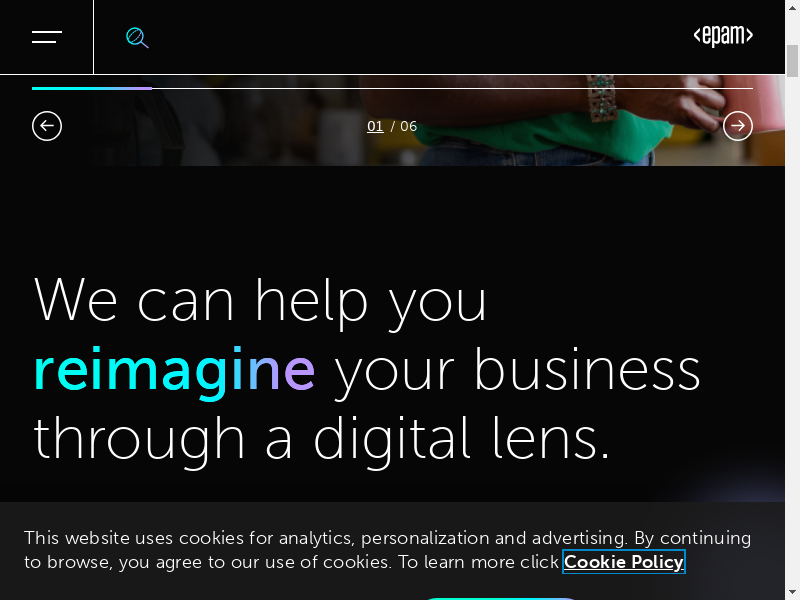 <epam>
01 / 06
We can help you
reimagine your business
through a digital lens.
This website uses cookies for analytics, personalization and advertising. By continuing
to browse, you agree to our use of cookies. To learn more click Cookie Policy